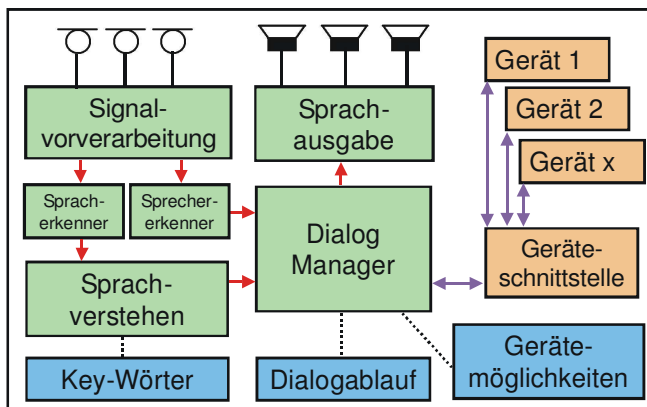 Signal-
vorverarbeitung
Sprach-
ausgabe
Gerät 1
Gerät 2
Gerät x
Sprach-
erkenner
Sprecher-
erkenner
Dialog
Manager
Geräte-
schnittstelle
Sprach-
verstehen
Key-Wörter
Dialogablauf
Geräte-
möglichkeiten